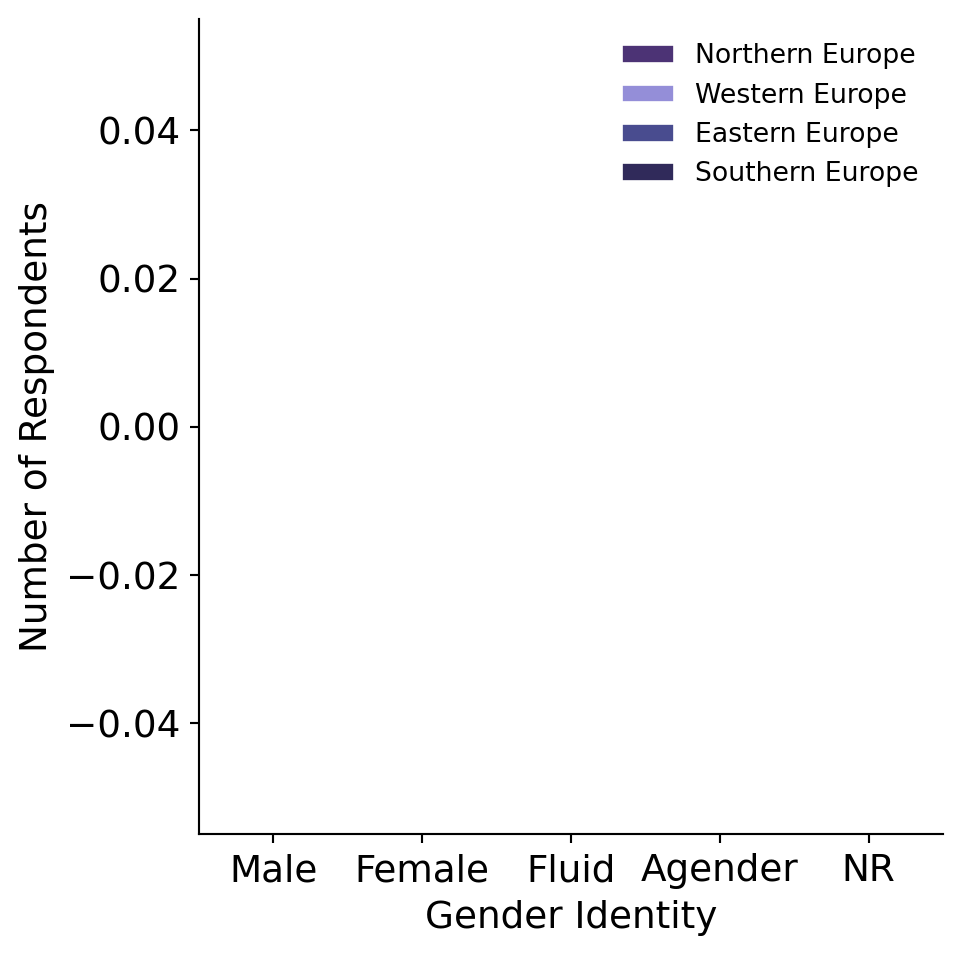 Northern Europe
Western Europe
Eastern Europe
Southern Europe
0.04
0.02
0.00
−0.02
−0.04
Number of Respondents
Male Female Fluid Agender NR
Gender Identity